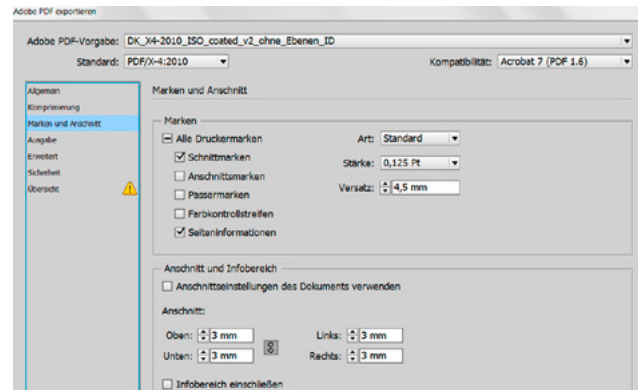 Adobe PDF exportieren
Adobe PDF-Vorgabe: DK_X4-2010_ISO_coated_v2_ohne_Ebenen_ID
Standard: PDF/X-4:2010 Kompatibilität: Acrobat 7 (PDF 1.6)
Allgemein
Komprimierung
Marken und Anschnitt
Ausgabe
Erweitert
Sicherheit
Übersicht
Marken und Anschnitt
Marken
Alle Druckermarken Art: Standard
Schnittmarken Stärke: 0,125 Pt
Anschnittsmarken Versatz: 4,5 mm
Passermarken
Farbkontrollstreifen
Seiteninformationen
Anschnitt und Infobereich
Anschnittseinstellungen des Dokuments verwenden
Anschnitt:
Oben: 3 mm Links: 3 mm
Unten: 3 mm Rechts: 3 mm
Infobereich einschließen